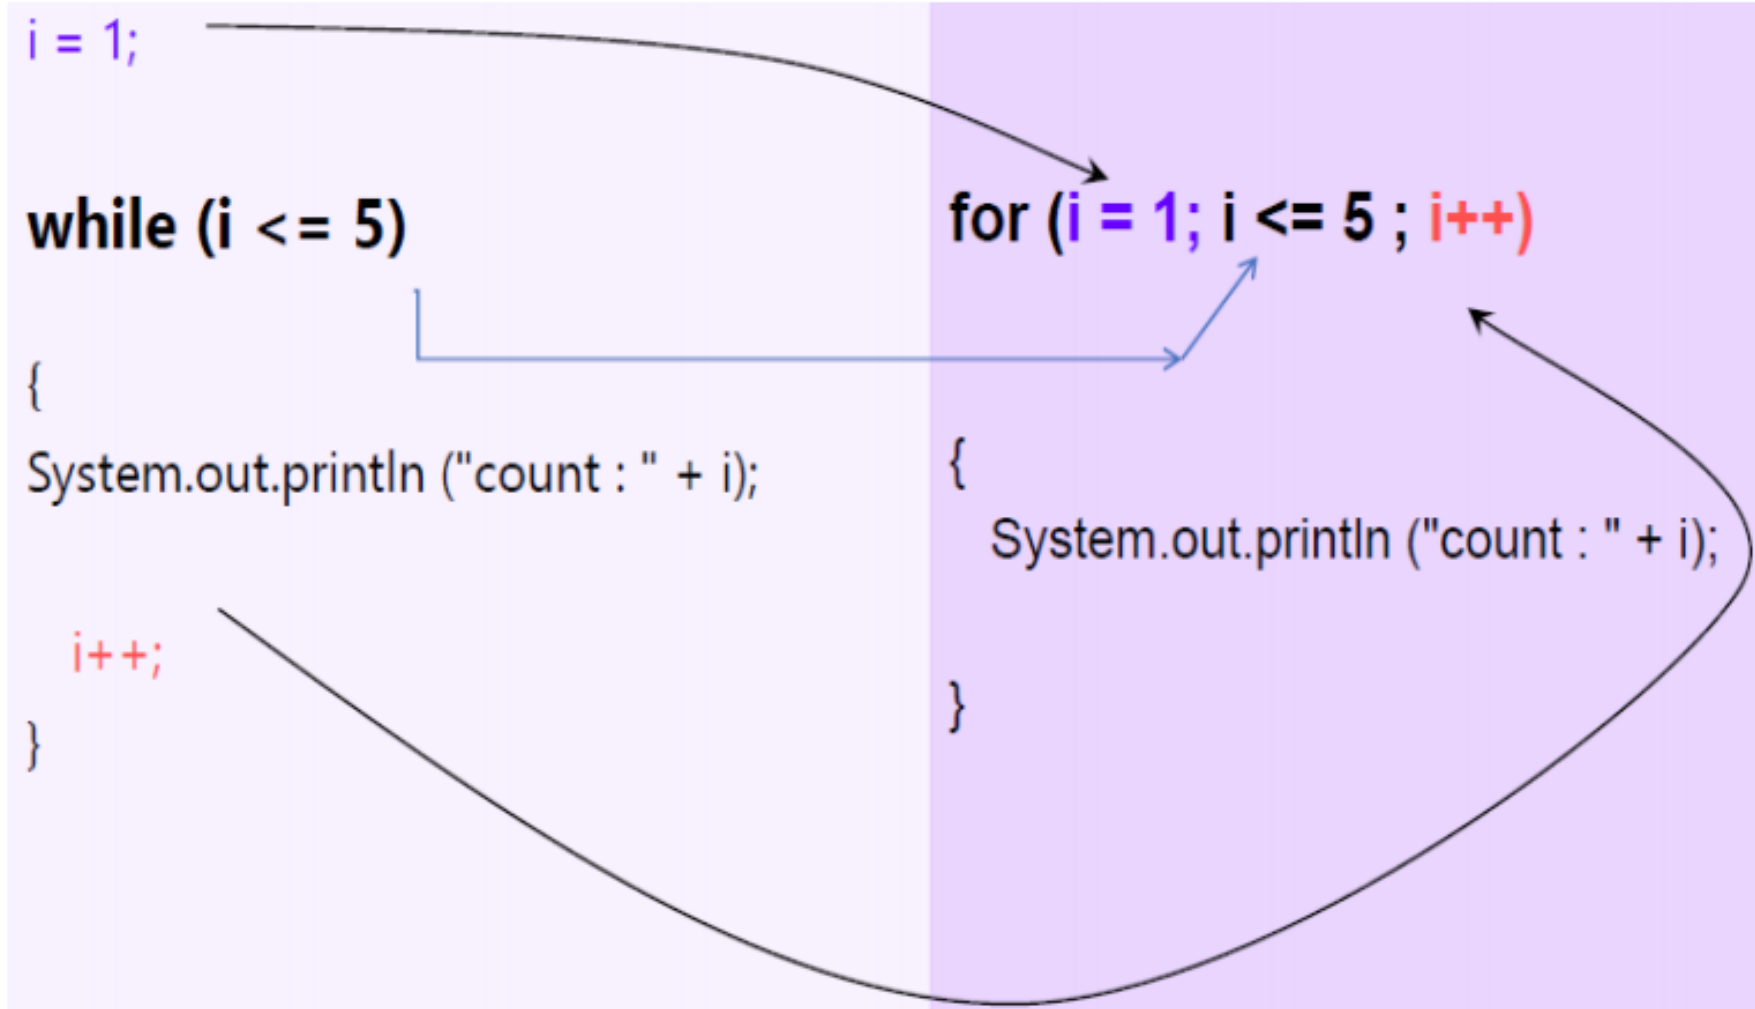 i = 1;
while (i <= 5)
{
System.out.println ("count : " + i);
i++;
}
for (i = 1; i <= 5 ; i++)
{
System.out.println ("count : " + i);
}